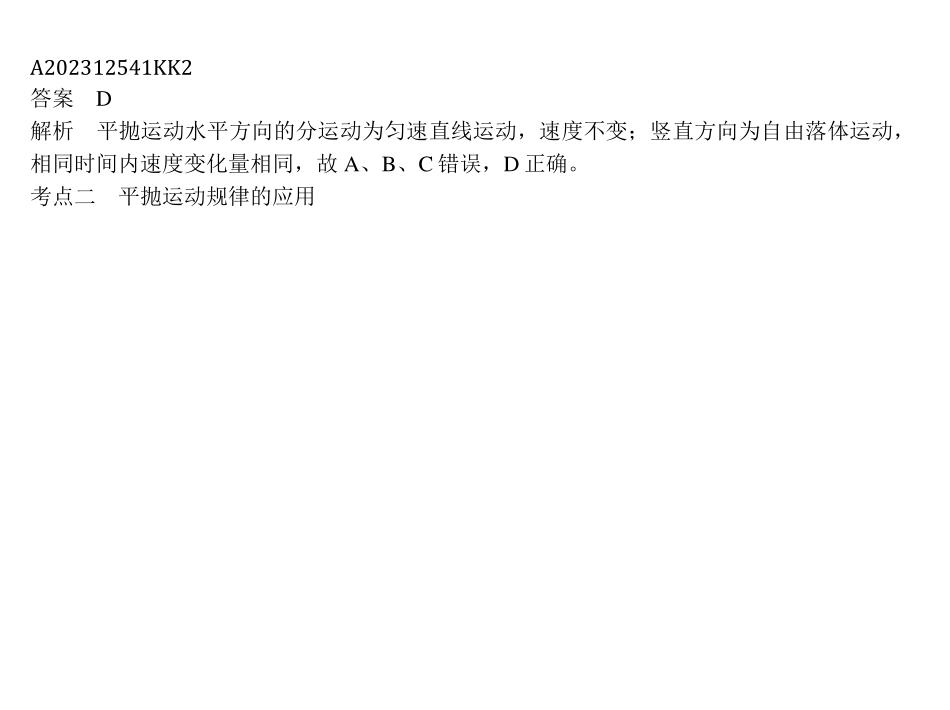 A202312541KK2
答案　D
解析　平抛运动水平方向的分运动为匀速直线运动，速度不变；竖直方向为自由落体运动，
相同时间内速度变化量相同，故 A、B、C 错误，D 正确。
考点二　平抛运动规律的应用